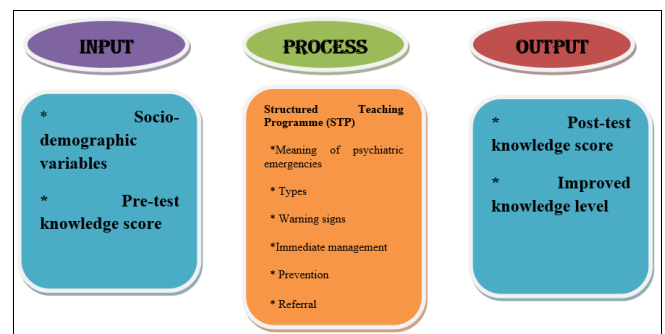 INPUT
* Socio-
demographic
variables
* Pre-test
knowledge score
PROCESS
Structured Teaching
Programme (STP)
*Meaning of psychiatric
emergencies
* Types
* Warning signs
*Immediate management
* Prevention
* Referral
OUTPUT
* Post-test
knowledge score
* Improved
knowledge level